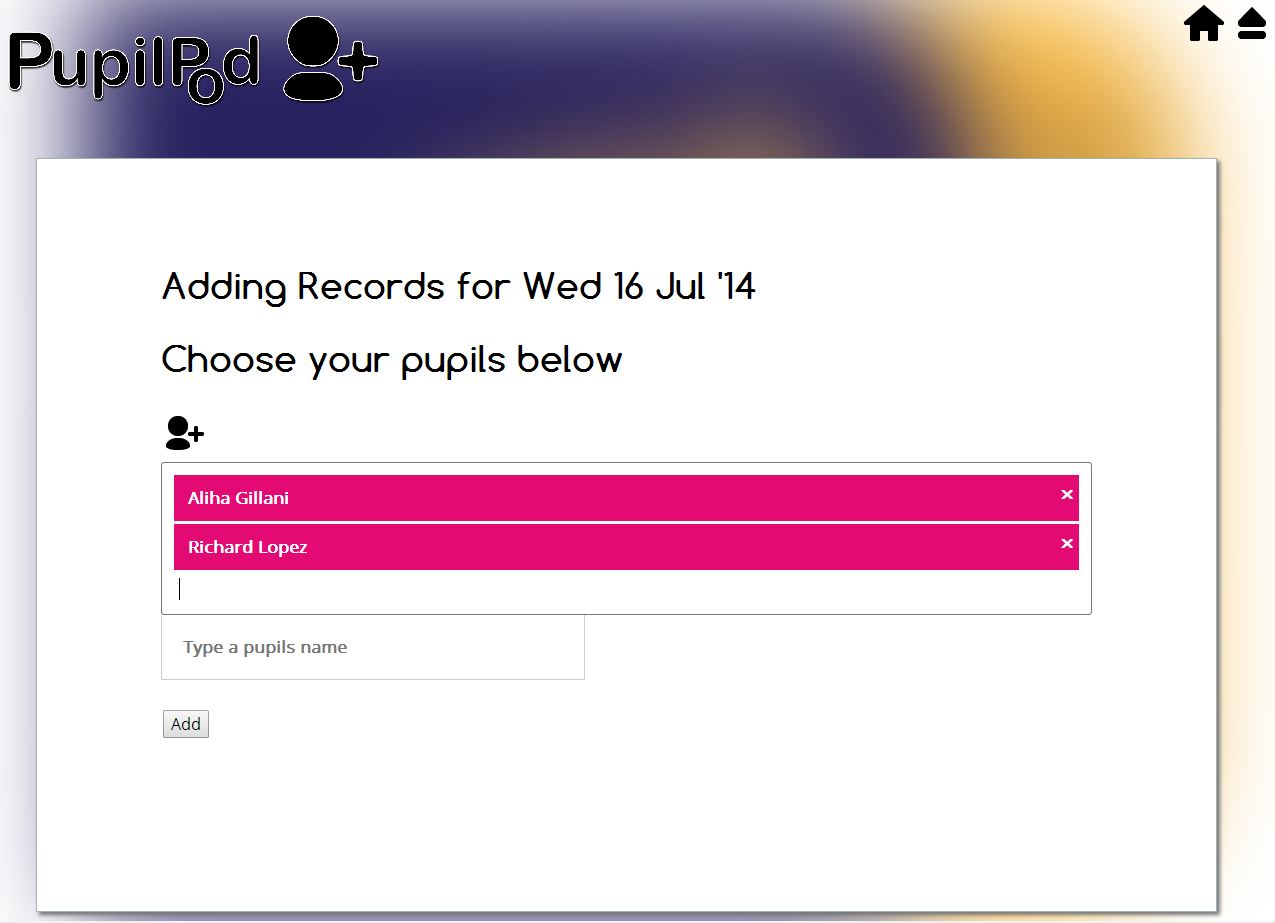 PupilPod
Adding Records for Wed 16 Jul '14
Choose your pupils below
Aliha Gillani ×
Richard Lopez ×
Type a pupils name
Add